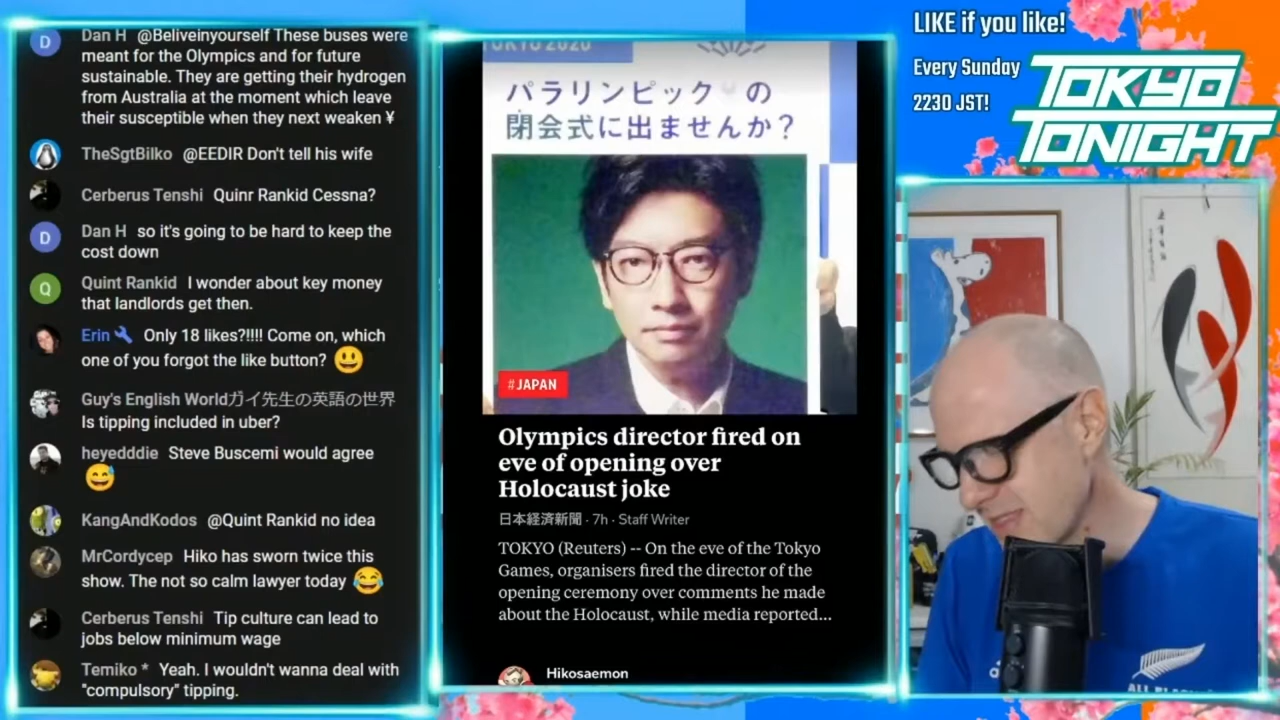 Dan H @Beliveinyourself These buses were
meant for the Olympics and for future
sustainable. They are getting their hydrogen
from Australia at the moment which leave
their susceptible when they next weaken ¥
TheSgtBilko @EEDIR Don't tell his wife
Cerberus Tenshi Quinr Rankid Cessna?
Dan H so it's going to be hard to keep the
cost down
Quint Rankid I wonder about key money
that landlords get then.
Erin Only 18 likes?!!!! Come on, which
one of you forgot the like button? 😃
Guy's English Worldガイ先生の英語の世界
Is tipping included in uber?
heyedddie Steve Buscemi would agree
😅
KangAndKodos @Quint Rankid no idea
MrCordycep Hiko has sworn twice this
show. The not so calm lawyer today 😂
Cerberus Tenshi Tip culture can lead to
jobs below minimum wage
Temiko * Yeah. I wouldn't wanna deal with
"compulsory" tipping.
TOKYO 2020
パラリンピック の
閉会式に出ませんか？
#JAPAN
Olympics director fired on
eve of opening over
Holocaust joke
日本経済新聞 · 7h · Staff Writer
TOKYO (Reuters) -- On the eve of the Tokyo
Games, organisers fired the director of the
opening ceremony over comments he made
about the Holocaust, while media reported...
Hikosaemon
LIKE if you like!
Every Sunday
2230 JST!
TOKYO
TONIGHT